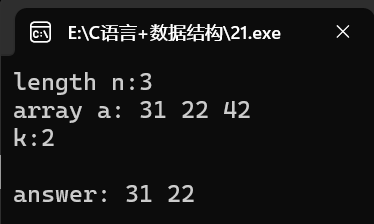 E:\C语言+数据结构\21.exe
length n:3
array a: 31 22 42
k:2
answer: 31 22